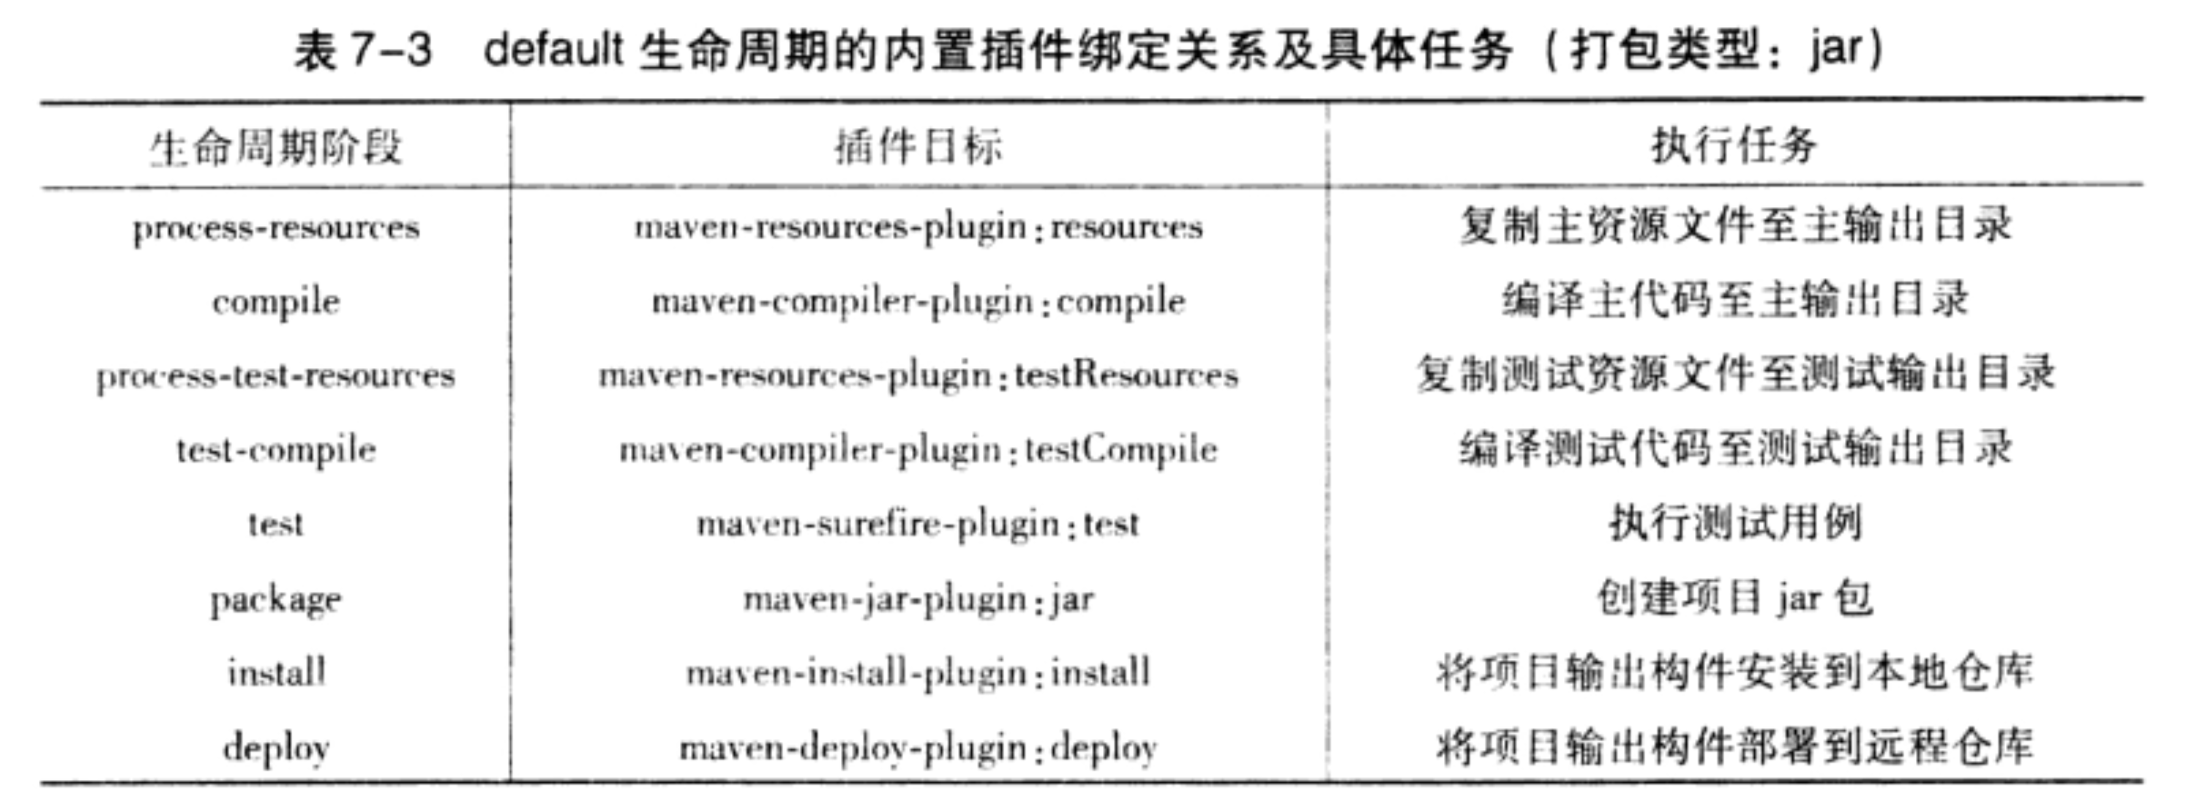 表 7-3 default 生命周期的内置插件绑定关系及具体任务（打包类型：jar）
生命周期阶段 插件目标 执行任务
process-resources maven-resources-plugin:resources 复制主资源文件至主输出目录
compile maven-compiler-plugin:compile 编译主代码至主输出目录
process-test-resources maven-resources-plugin:testResources 复制测试资源文件至测试输出目录
test-compile maven-compiler-plugin:testCompile 编译测试代码至测试输出目录
test maven-surefire-plugin:test 执行测试用例
package maven-jar-plugin:jar 创建项目 jar 包
install maven-install-plugin:install 将项目输出构件安装到本地仓库
deploy maven-deploy-plugin:deploy 将项目输出构件部署到远程仓库